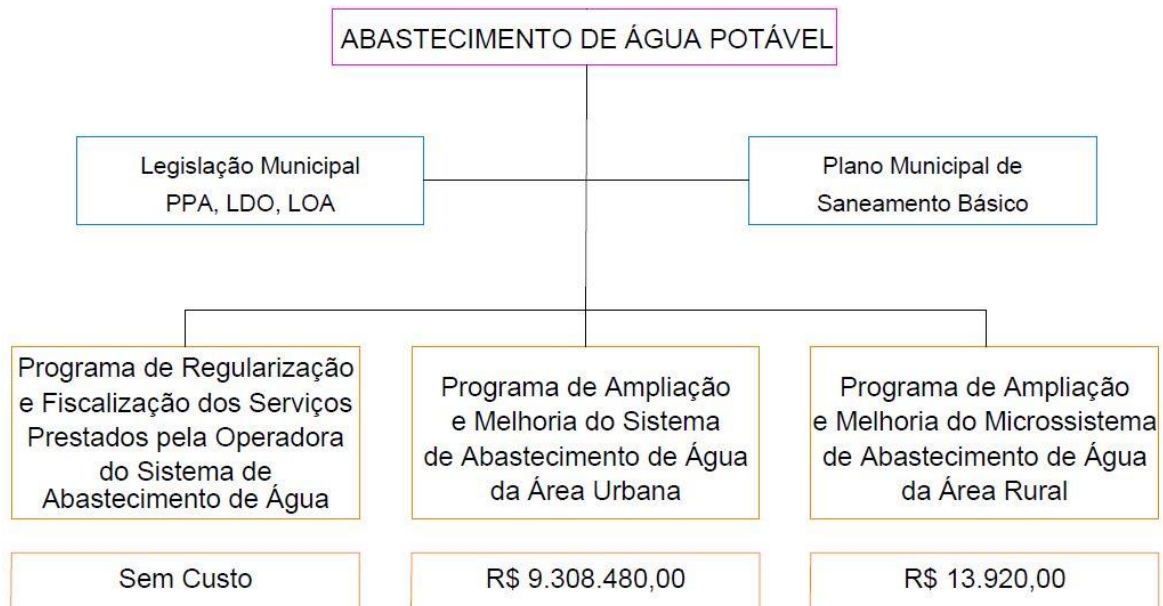 ABASTECIMENTO DE ÁGUA POTÁVEL
Legislação Municipal
PPA, LDO, LOA
Plano Municipal de
Saneamento Básico
Programa de Regularização
e Fiscalização dos Serviços
Prestados pela Operadora
do Sistema de
Abastecimento de Água
Programa de Ampliação
e Melhoria do Sistema
de Abastecimento de Água
da Área Urbana
Programa de Ampliação
e Melhoria do Microssistema
de Abastecimento de Água
da Área Rural
Sem Custo
R$ 9.308.480,00
R$ 13.920,00